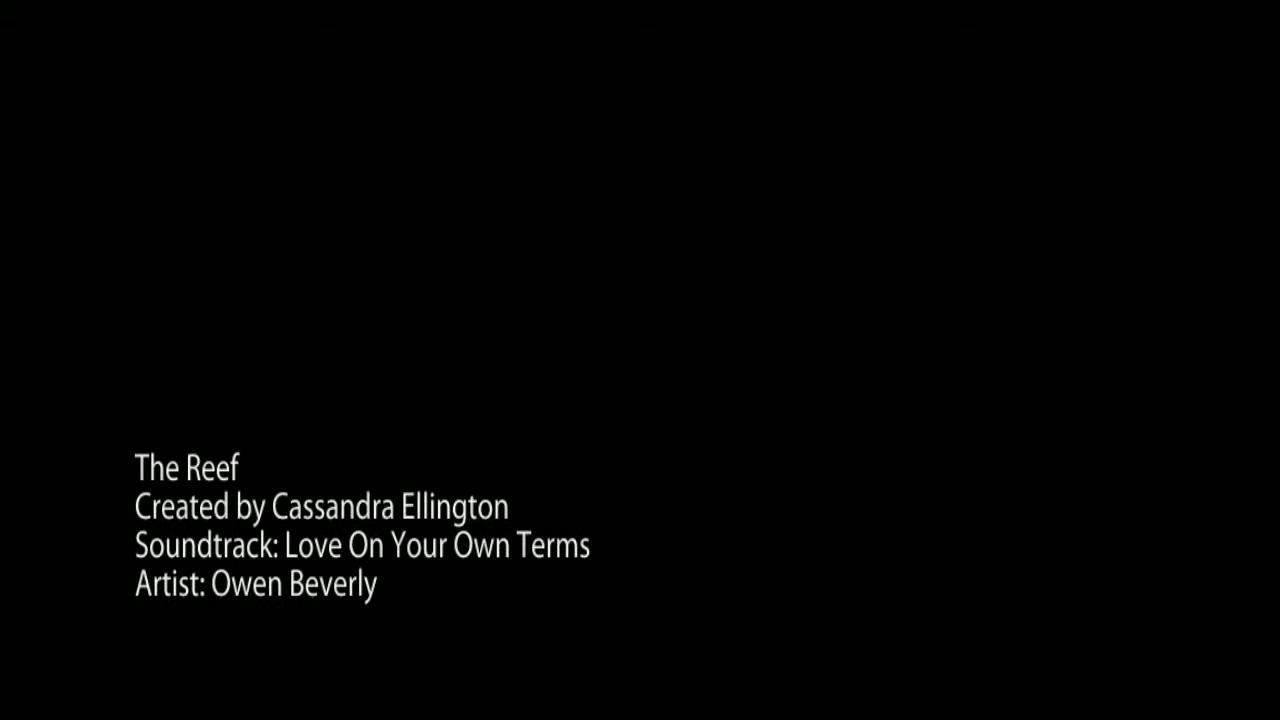 The Reef
Created by Cassandra Ellington
Soundtrack: Love On Your Own Terms
Artist: Owen Beverly